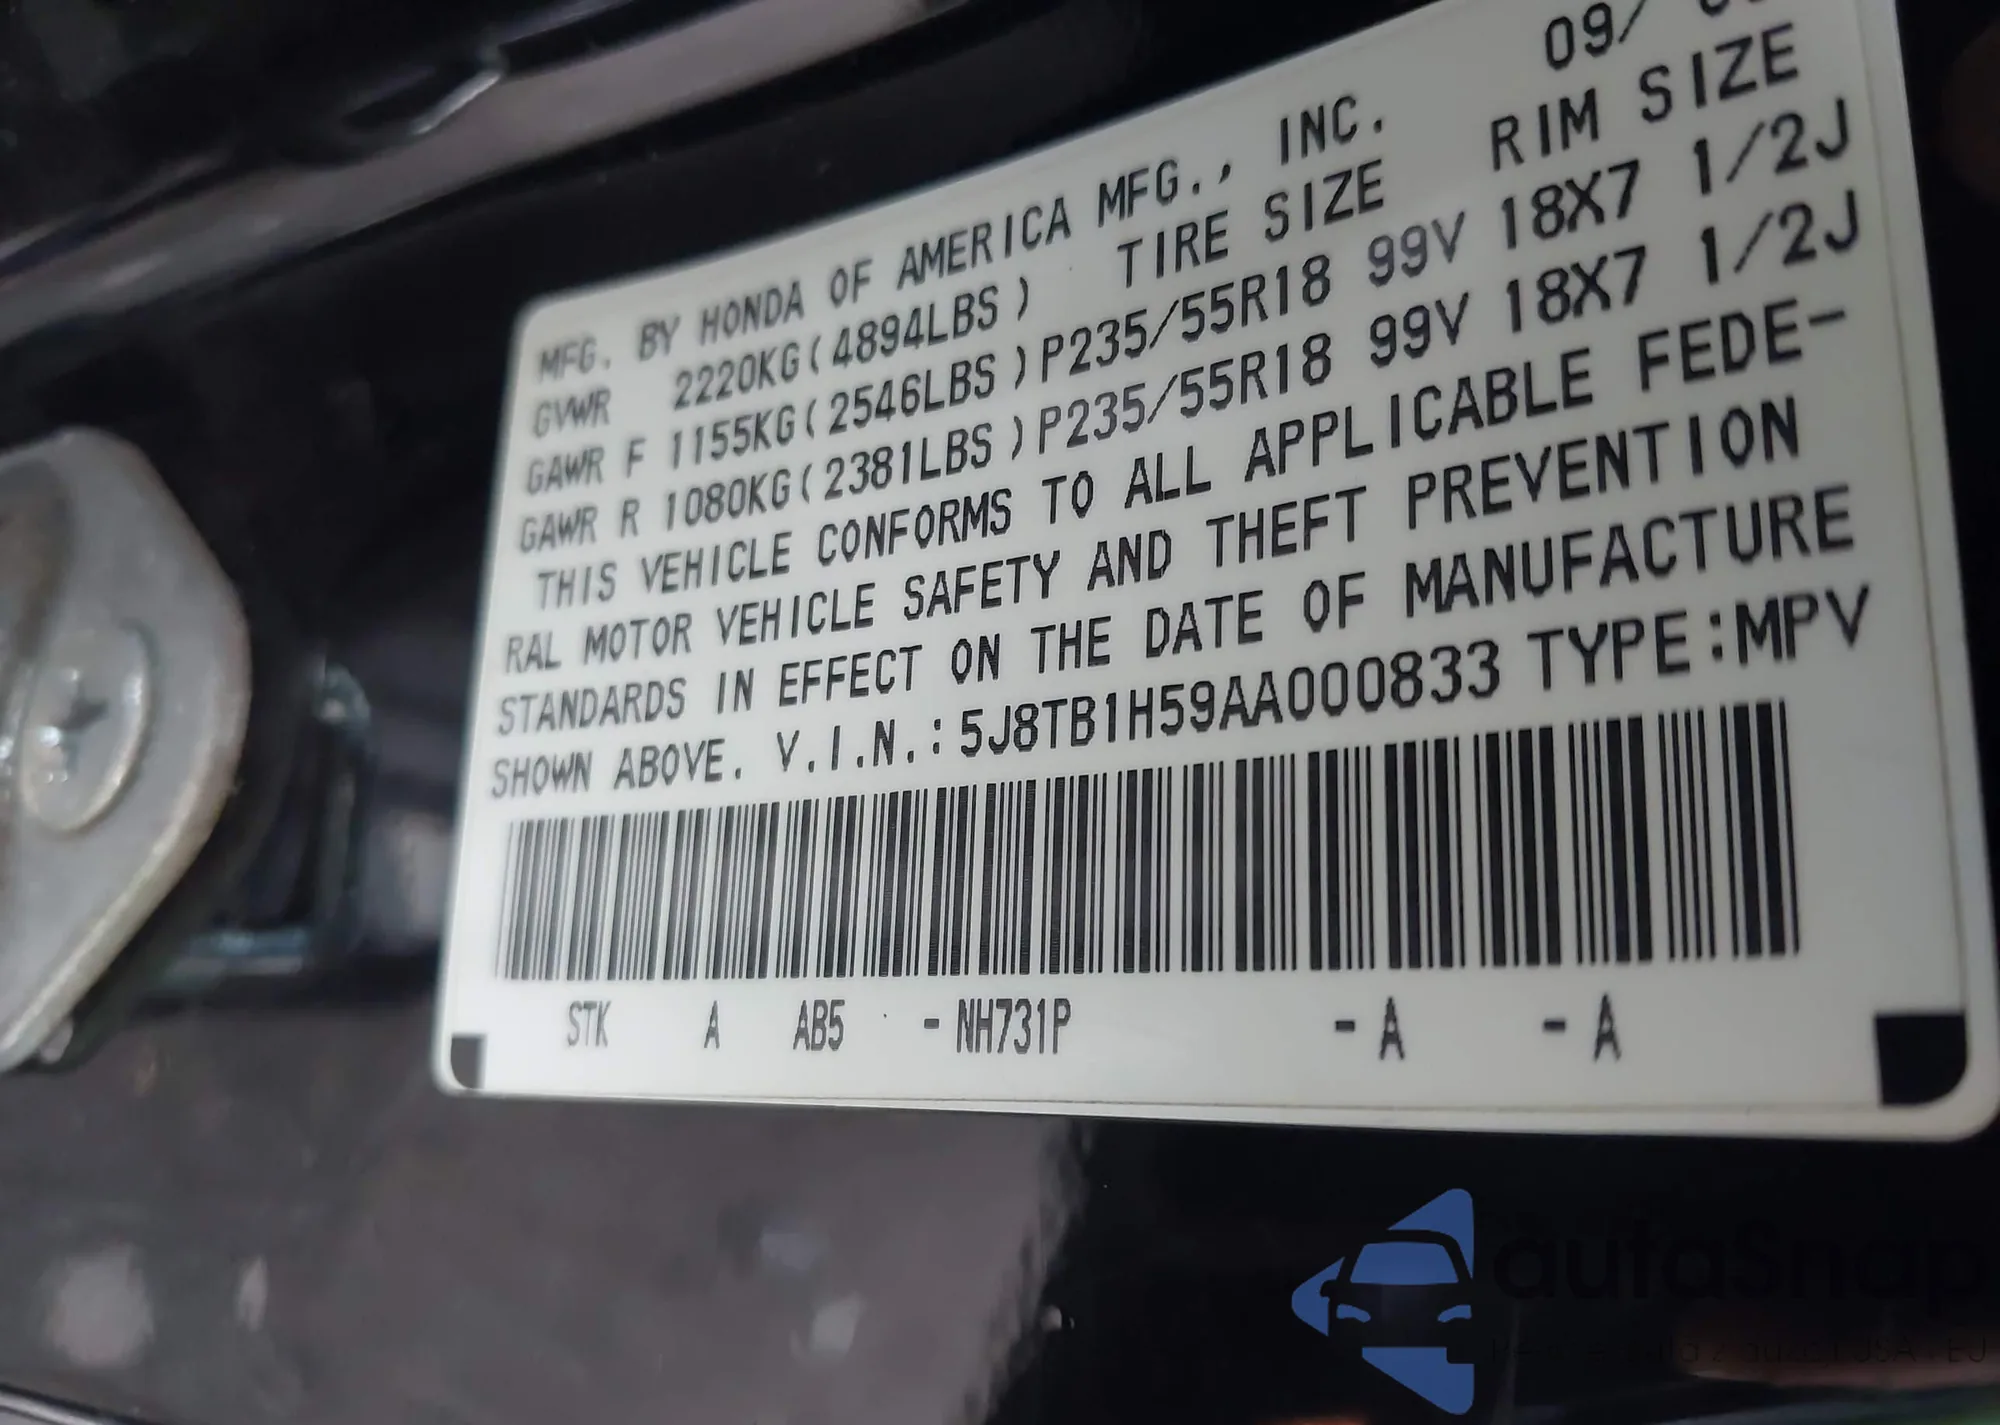 09/
MFG. BY HONDA OF AMERICA MFG., INC.
GVWR 2220KG(4894LBS) TIRE SIZE RIM SIZE
GAWR F 1155KG(2546LBS)P235/55R18 99V 18X7 1/2J
GAWR R 1080KG(2381LBS)P235/55R18 99V 18X7 1/2J
THIS VEHICLE CONFORMS TO ALL APPLICABLE FEDE-
RAL MOTOR VEHICLE SAFETY AND THEFT PREVENTION
STANDARDS IN EFFECT ON THE DATE OF MANUFACTURE
SHOWN ABOVE. V.I.N.:5J8TB1H59AA000833 TYPE:MPV
STK A AB5 - NH731P - A - A
autasnap